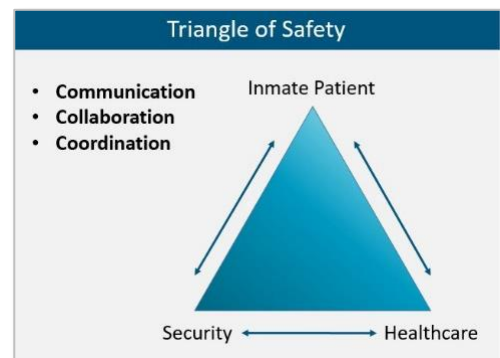 Triangle of Safety
• Communication
• Collaboration
• Coordination
Inmate Patient
Security
Healthcare